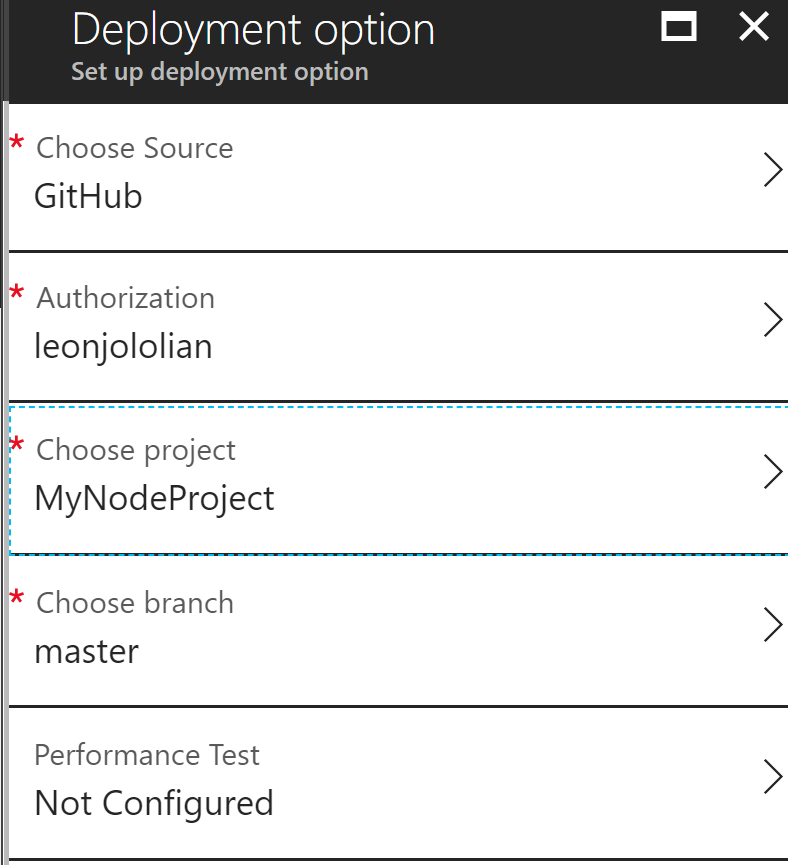 Deployment option
Set up deployment option
* Choose Source
GitHub
* Authorization
leonjololian
* Choose project
MyNodeProject
* Choose branch
master
Performance Test
Not Configured